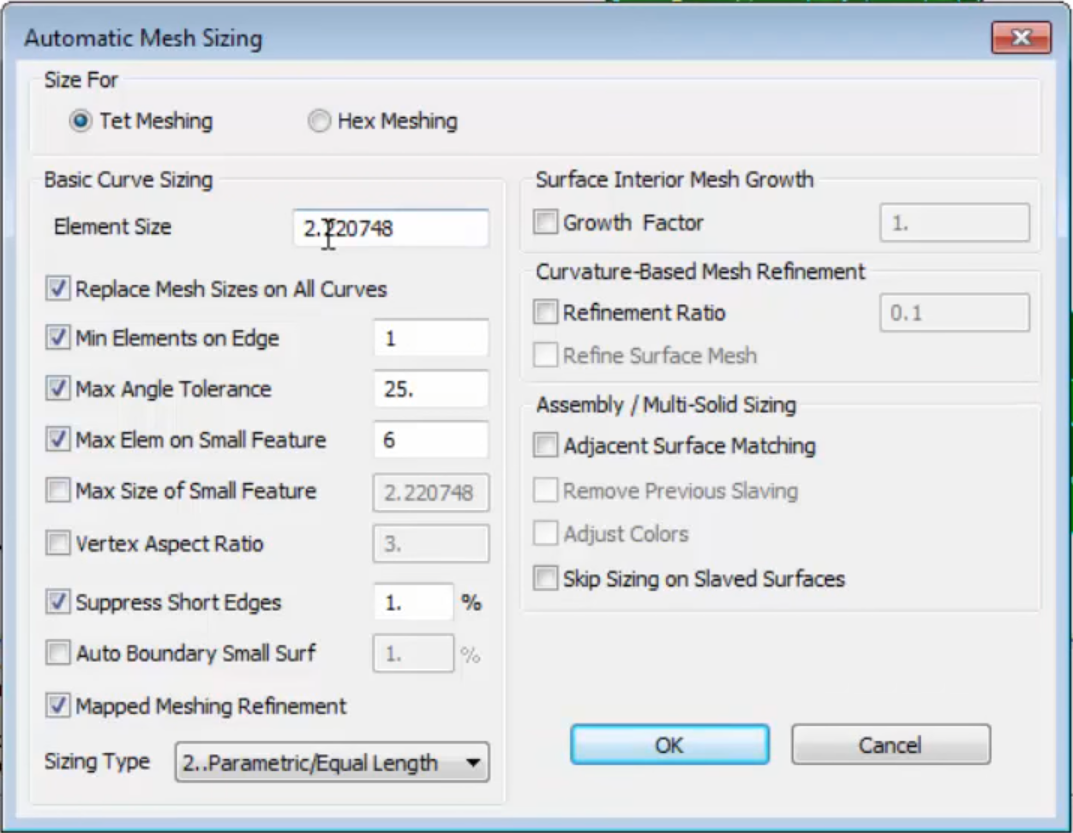 Automatic Mesh Sizing
Size For
Tet Meshing
Hex Meshing
Basic Curve Sizing
Element Size 2.220748
Replace Mesh Sizes on All Curves
Min Elements on Edge 1
Max Angle Tolerance 25.
Max Elem on Small Feature 6
Max Size of Small Feature 2.220748
Vertex Aspect Ratio 3.
Suppress Short Edges 1. %
Auto Boundary Small Surf 1. %
Mapped Meshing Refinement
Sizing Type 2..Parametric/Equal Length
Surface Interior Mesh Growth
Growth Factor 1.
Curvature-Based Mesh Refinement
Refinement Ratio 0.1
Refine Surface Mesh
Assembly / Multi-Solid Sizing
Adjacent Surface Matching
Remove Previous Slaving
Adjust Colors
Skip Sizing on Slaved Surfaces
OK
Cancel